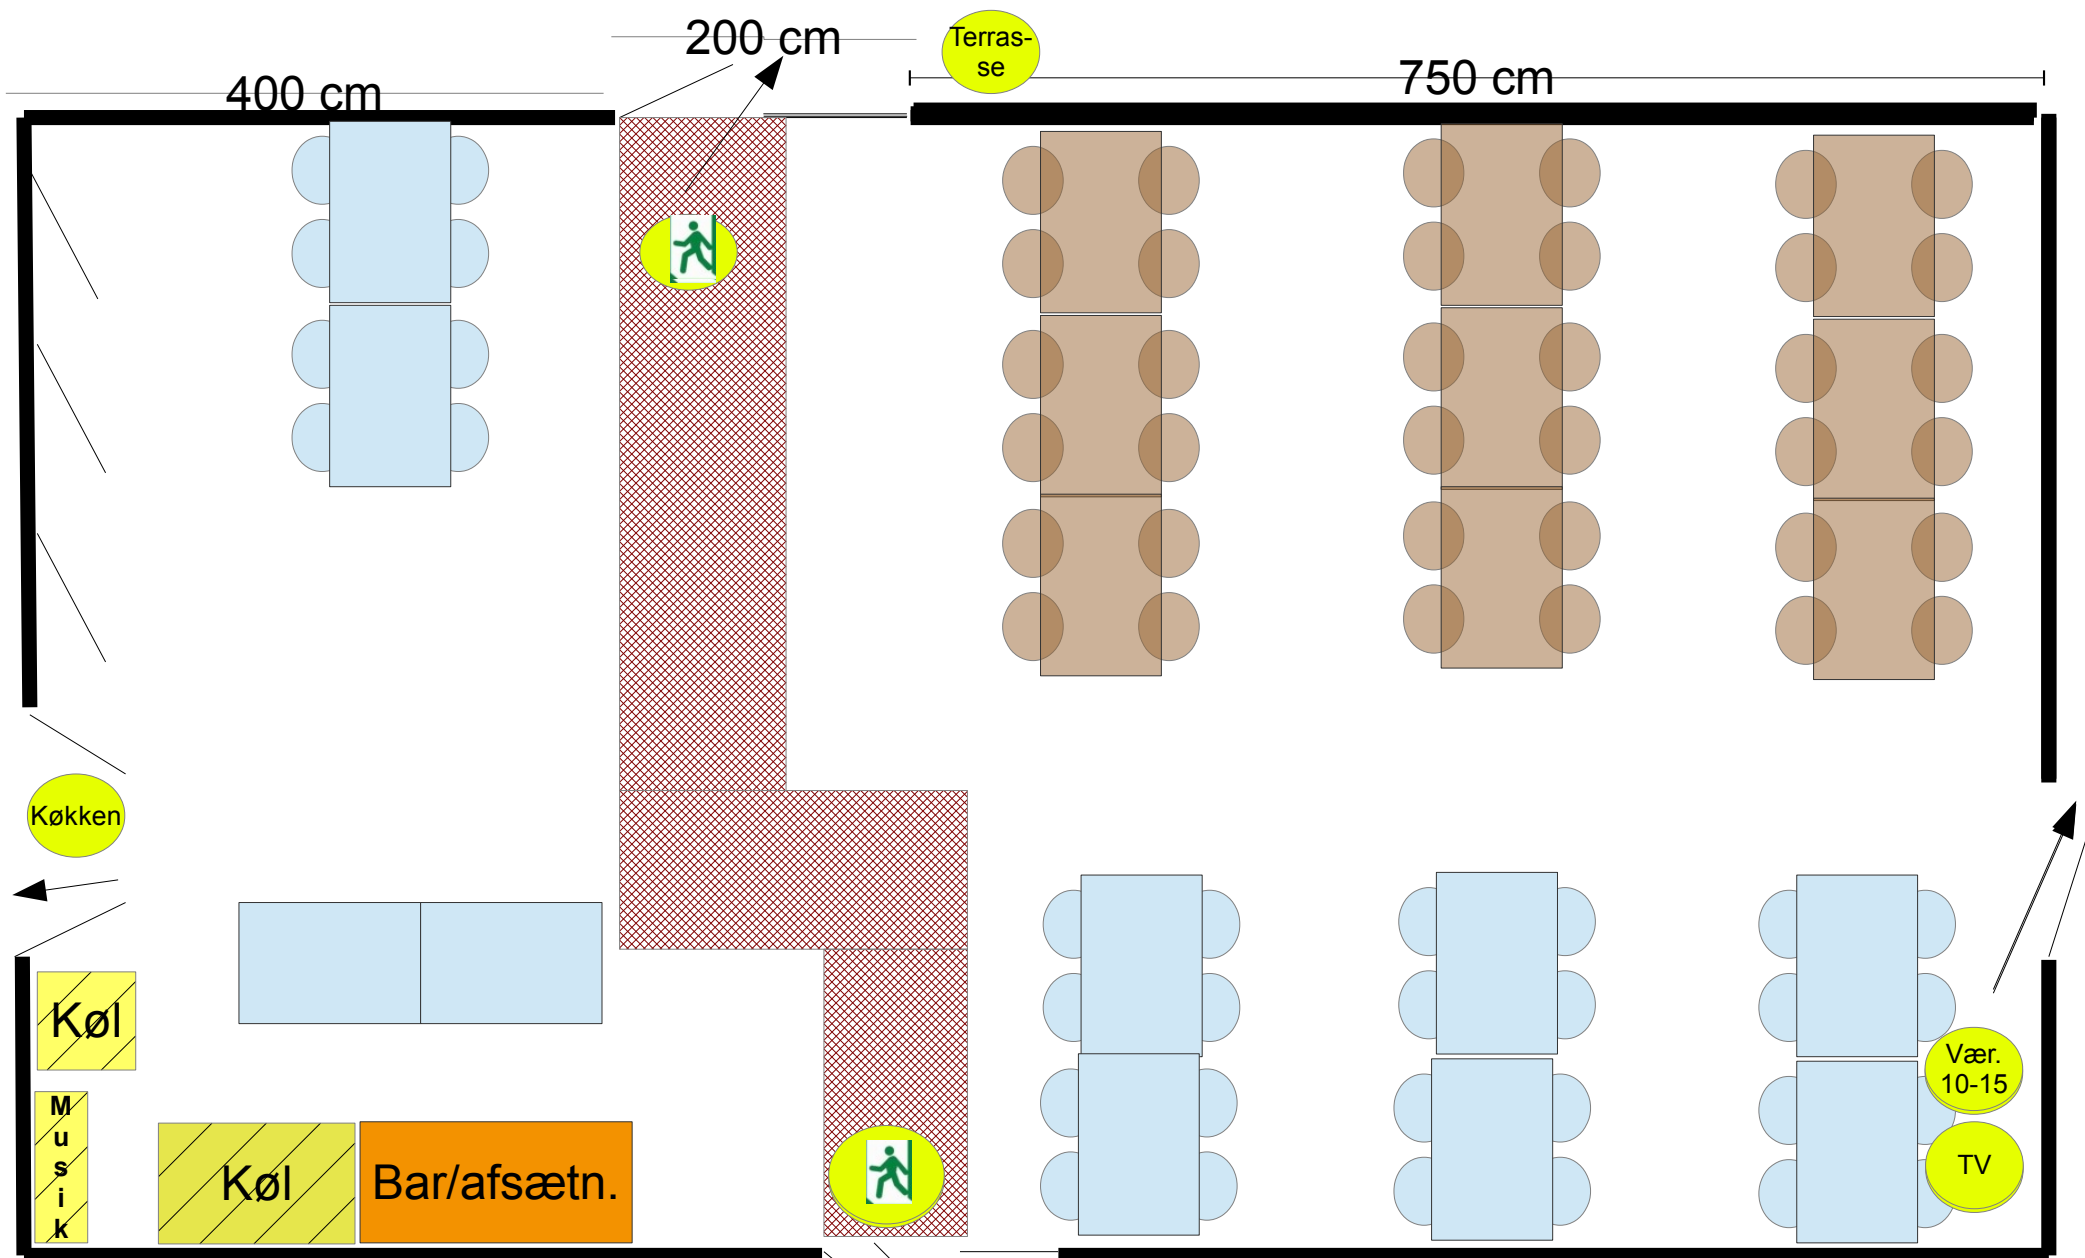 200 cm
Terras-
se
400 cm
750 cm
Køkken
Køl
M
u
s
i
k
Køl
Bar/afsætn.
Vær.
10-15
TV